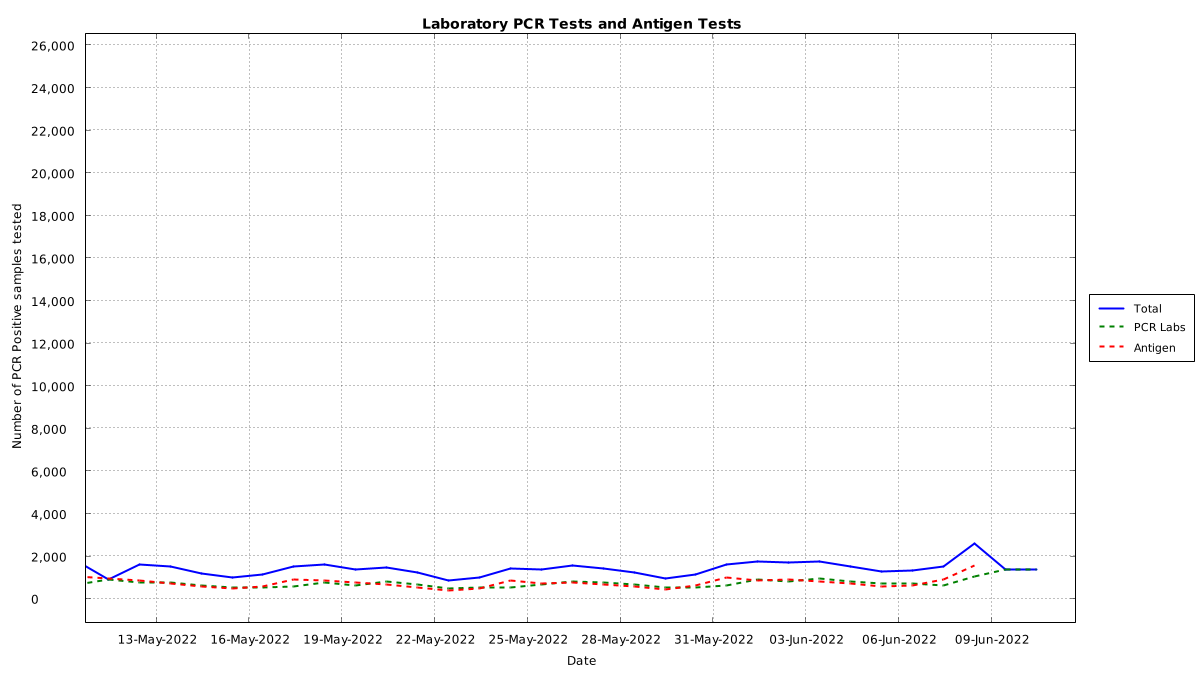 Laboratory PCR Tests and Antigen Tests
26,000
24,000
22,000
20,000
18,000
16,000
14,000
12,000
10,000
8,000
6,000
4,000
2,000
0
Number of PCR Positive samples tested
13-May-2022 16-May-2022 19-May-2022 22-May-2022 25-May-2022 28-May-2022 31-May-2022 03-Jun-2022 06-Jun-2022 09-Jun-2022
Date
Total
PCR Labs
Antigen